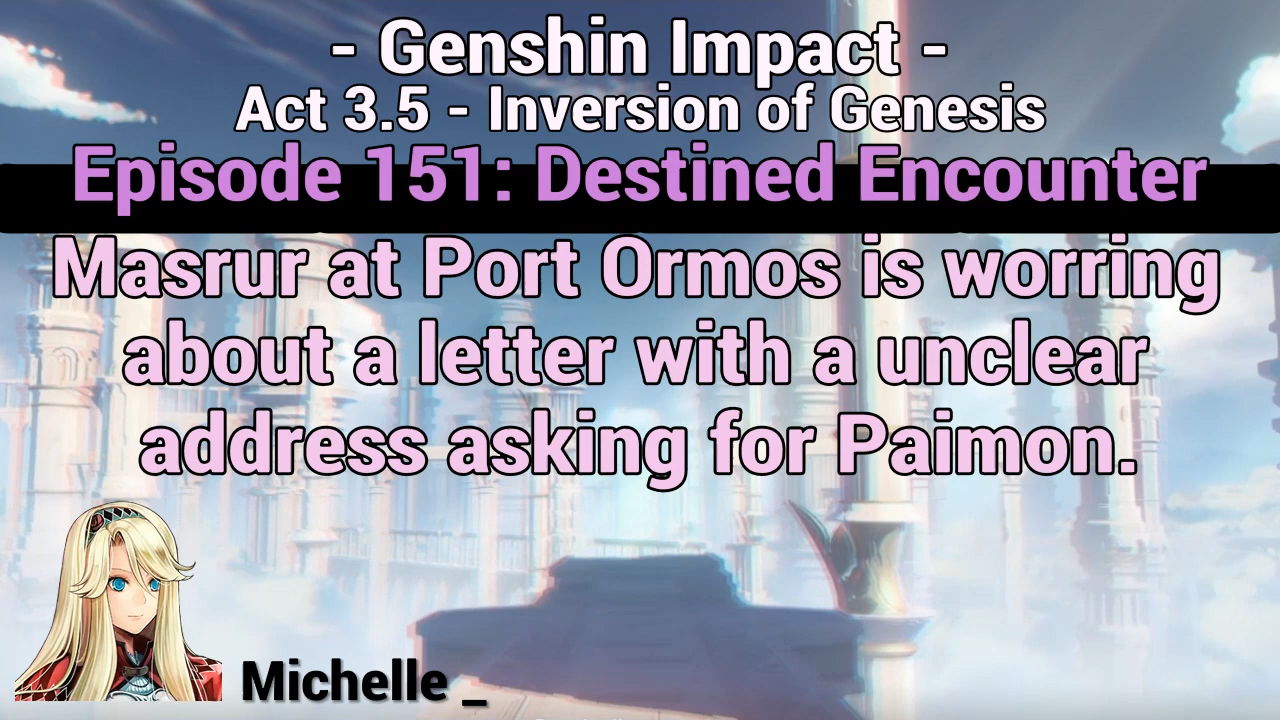 - Genshin Impact -
Act 3.5 - Inversion of Genesis
Episode 151: Destined Encounter
Masrur at Port Ormos is worring
about a letter with a unclear
address asking for Paimon.
Michelle _